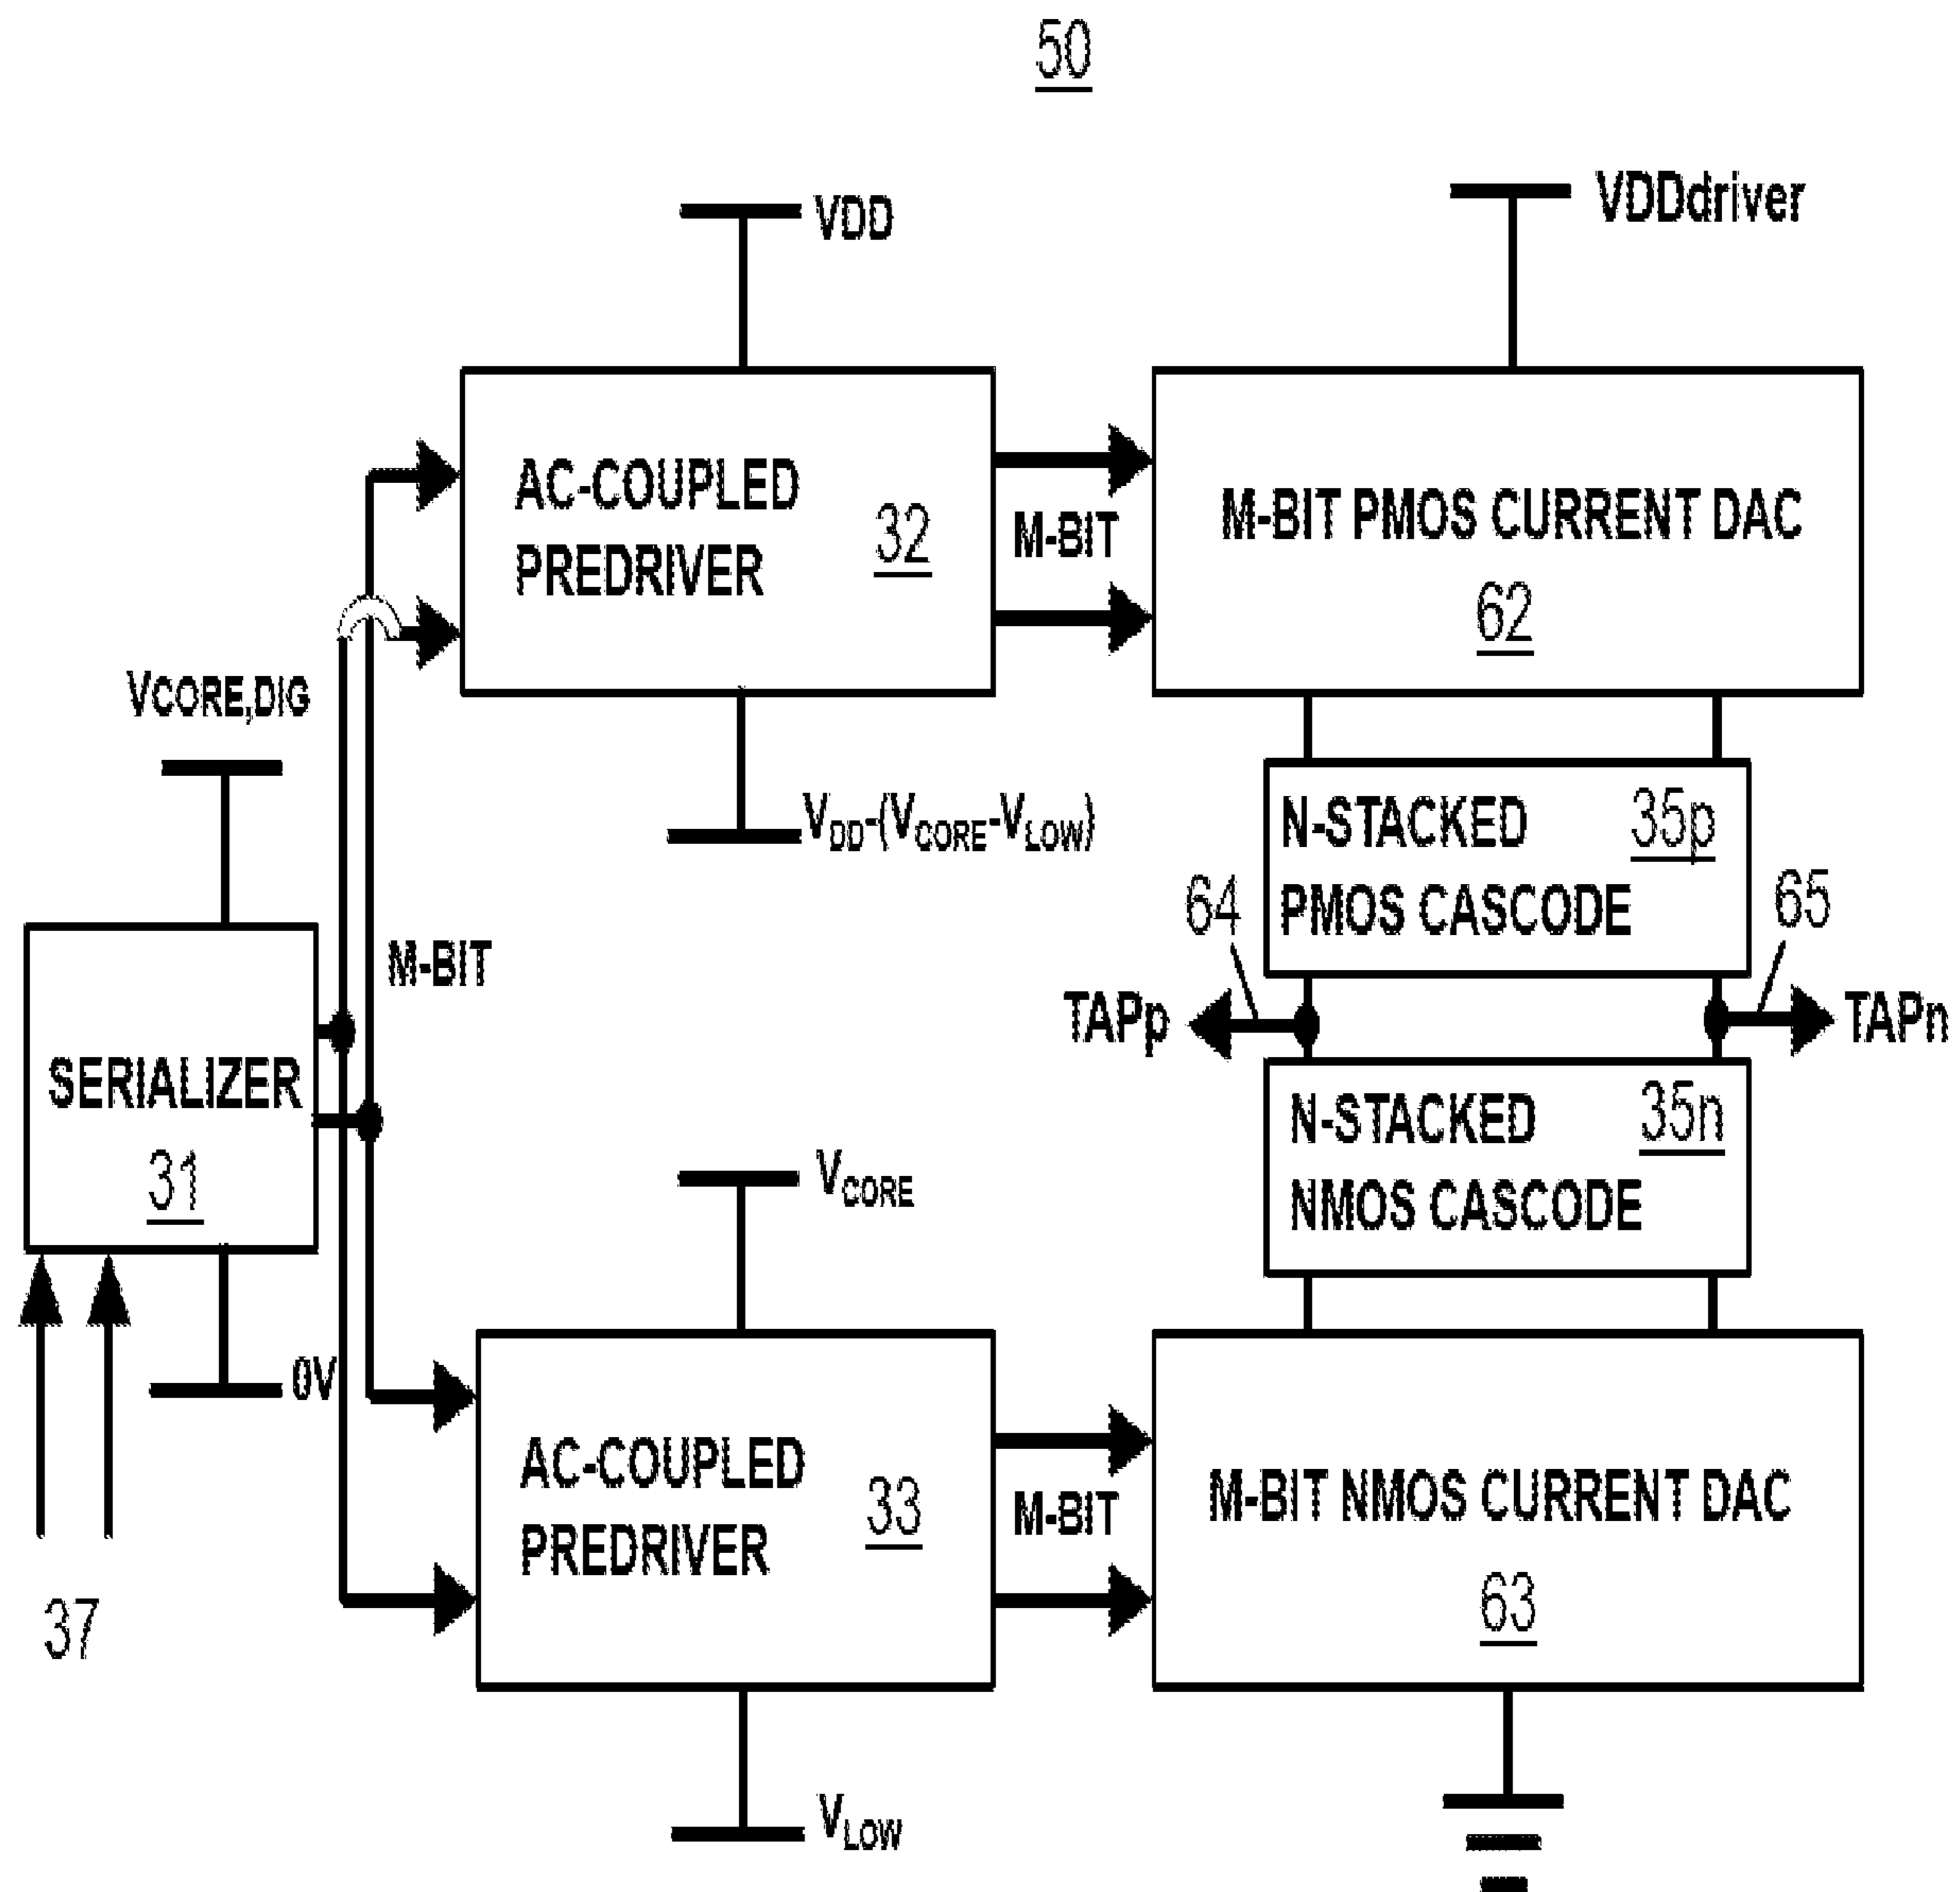 50
VDD
VDDdriver
AC-COUPLED
PREDRIVER
32
M-BIT
M-BIT PMOS CURRENT DAC
62
VCORE,DIG
VDD-(VCORE-VLOW)
N-STACKED
PMOS CASCODE
35p
64
65
SERIALIZER
31
M-BIT
TAPp
TAPn
N-STACKED
NMOS CASCODE
35n
VCORE
0V
37
AC-COUPLED
PREDRIVER
33
M-BIT
M-BIT NMOS CURRENT DAC
63
VLOW